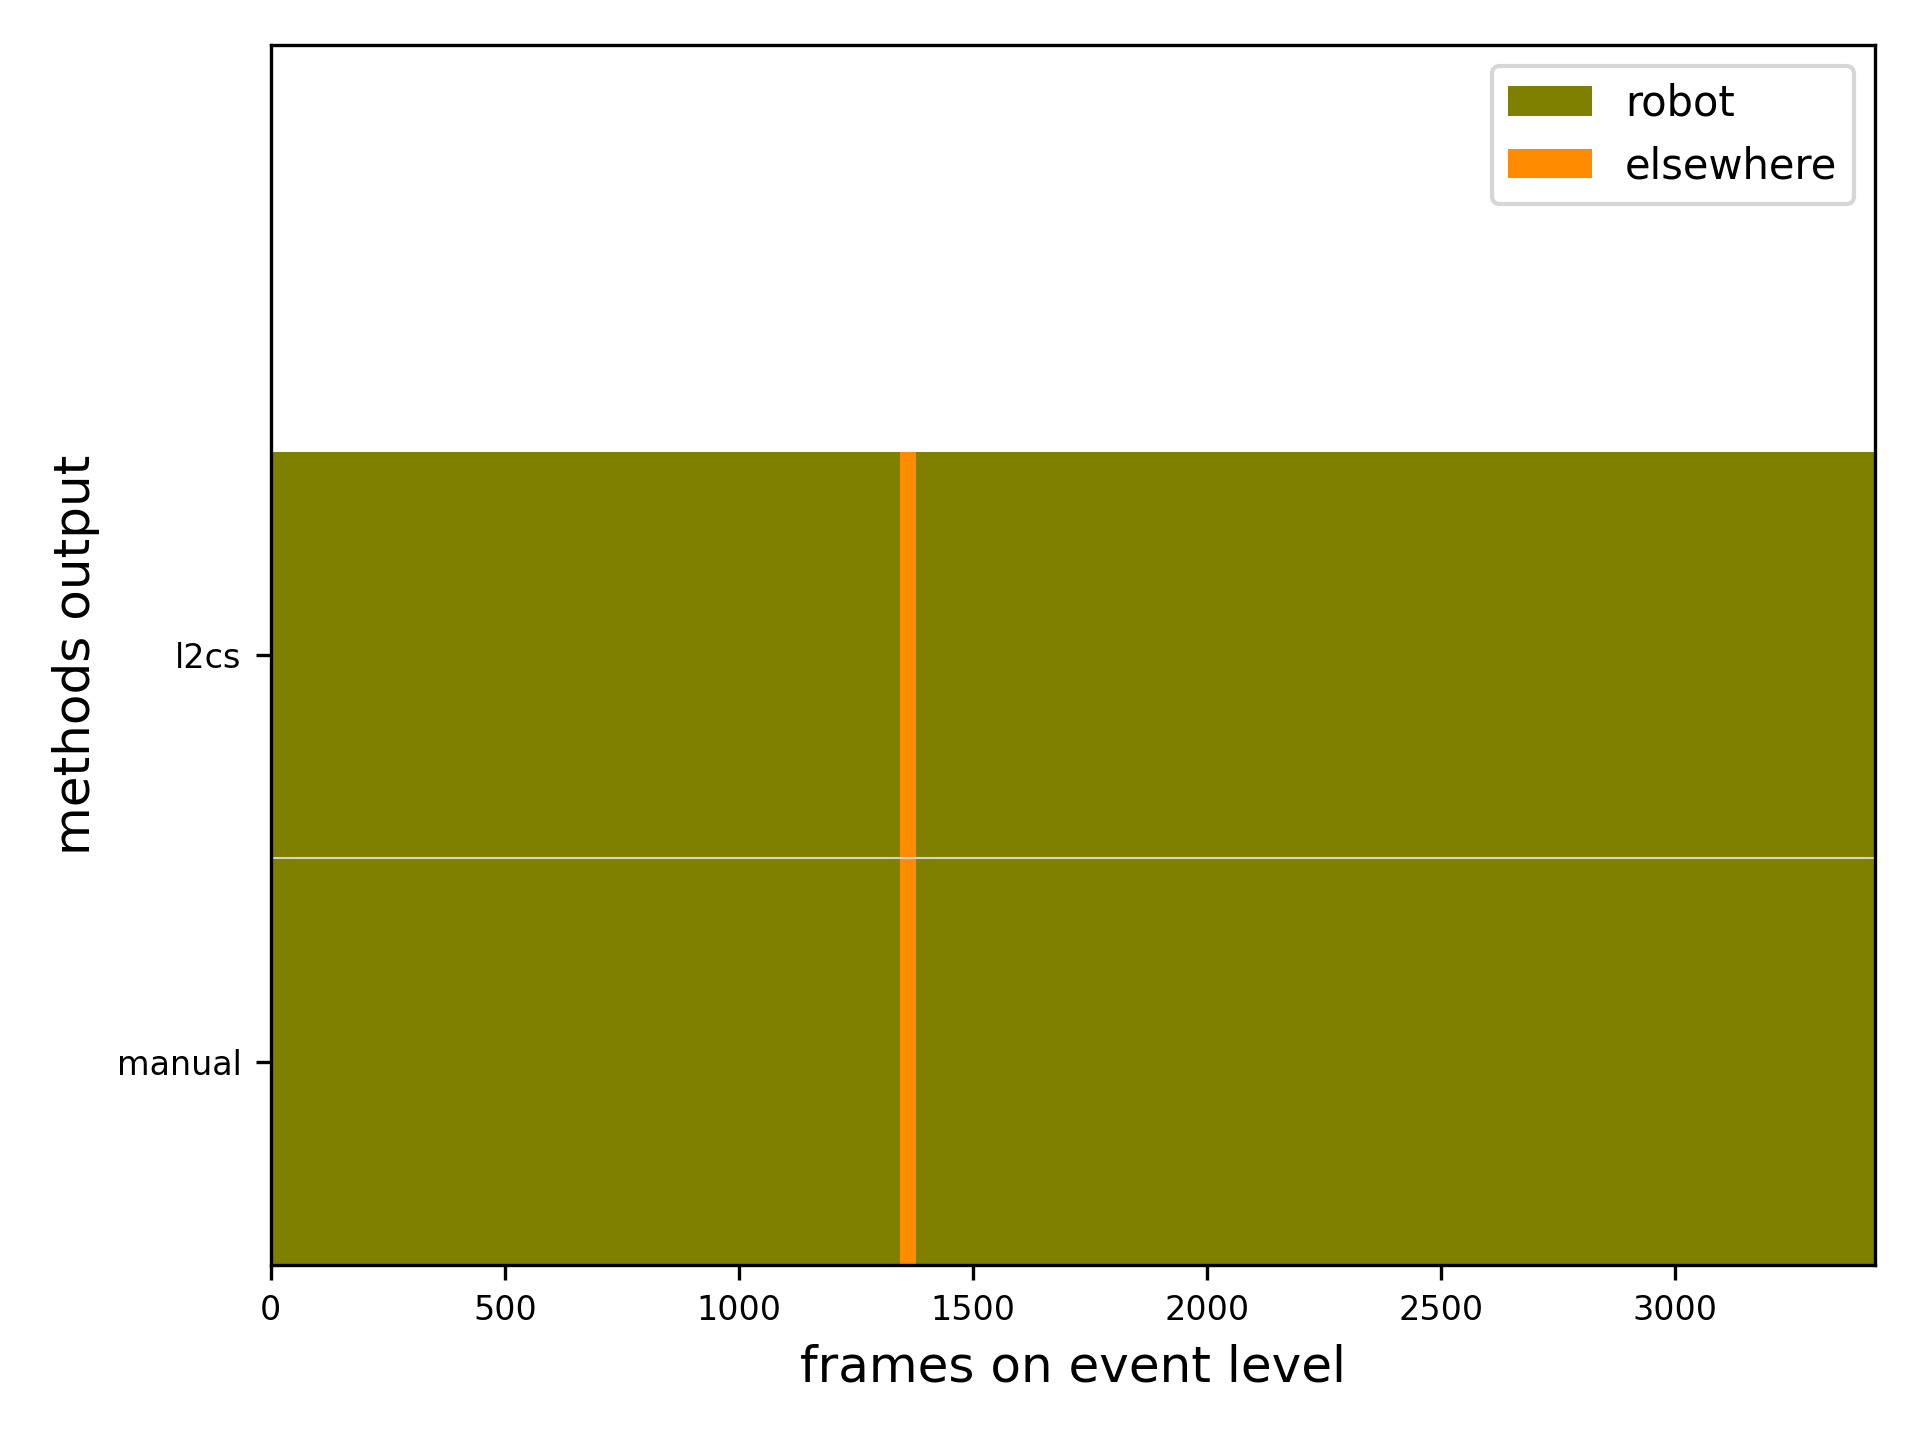 robot
elsewhere
methods output
l2cs
manual
0 500 1000 1500 2000 2500 3000
frames on event level